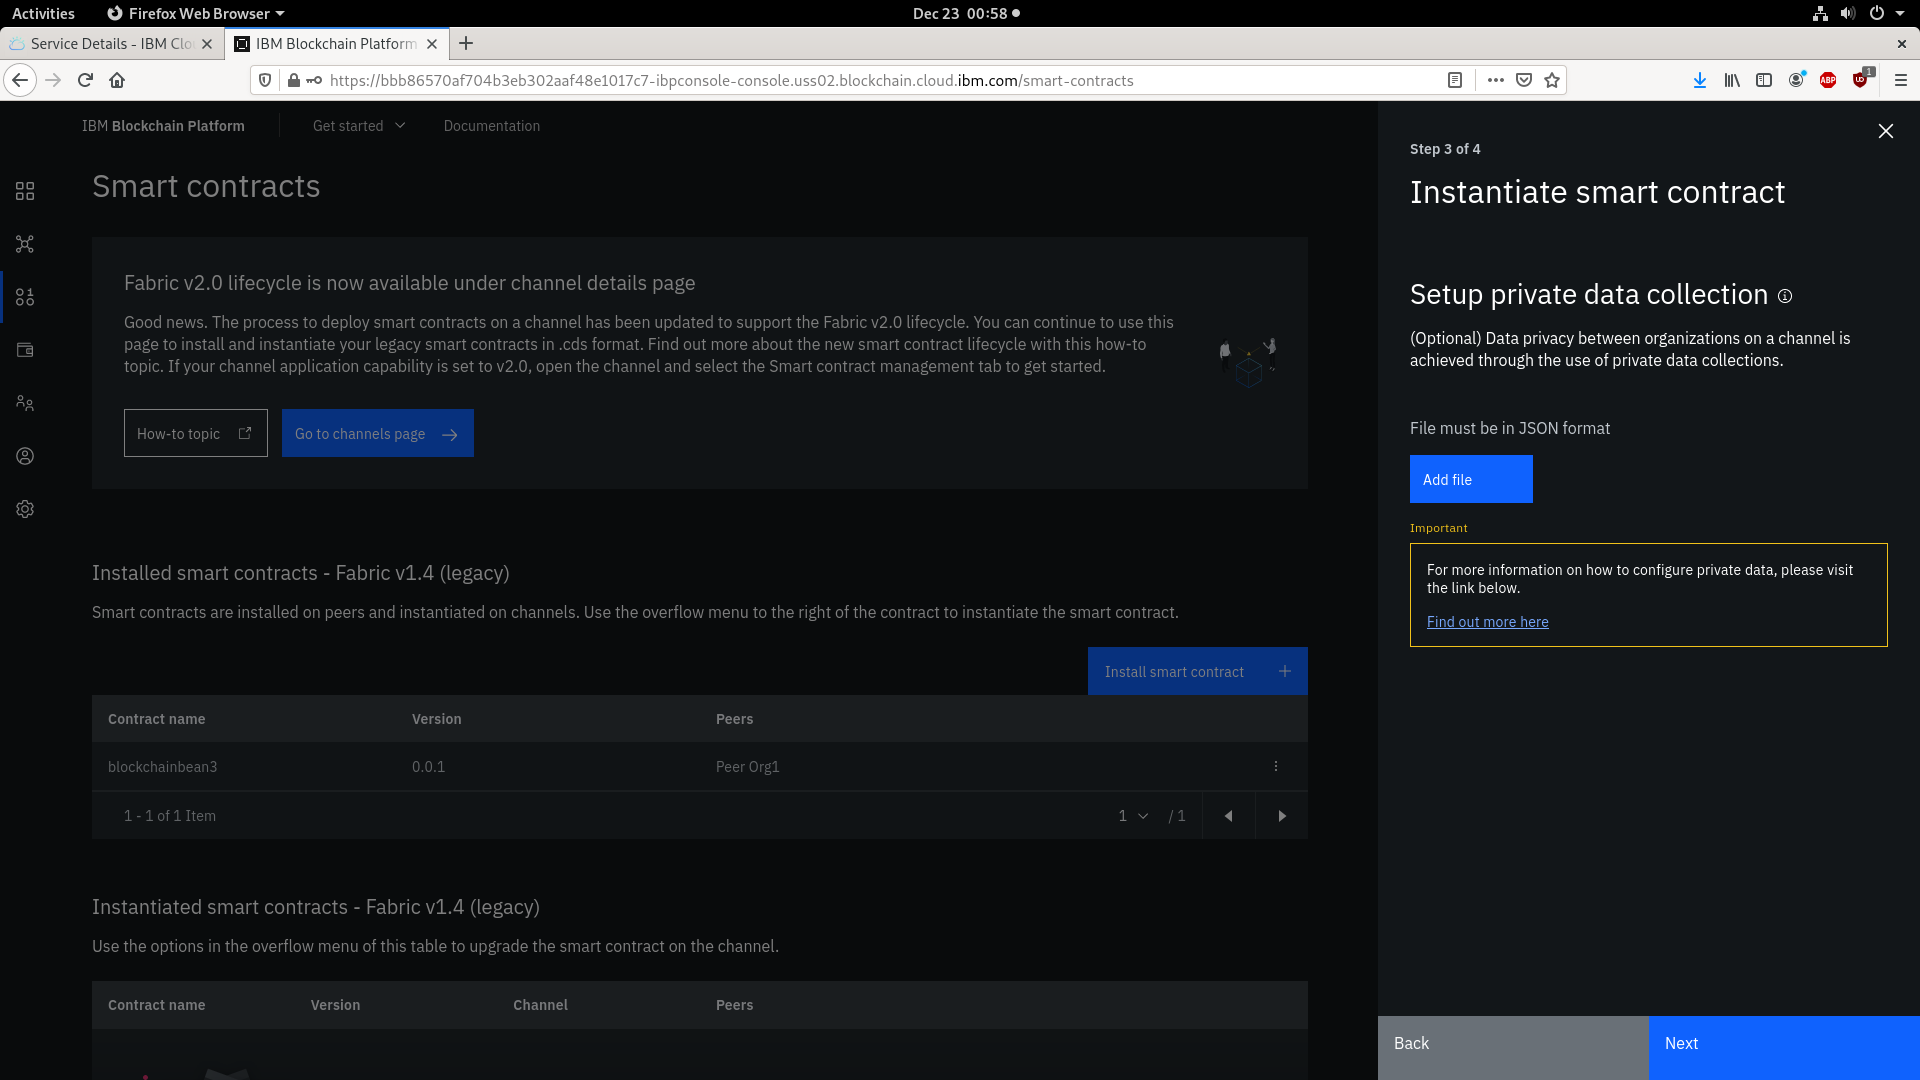 Activities
Firefox Web Browser
Dec 23 00:58
Service Details - IBM Clo
IBM Blockchain Platform
https://bbb86570af704b3eb302aaf48e1017c7-ibpconsole-console.uss02.blockchain.cloud.ibm.com/smart-contracts
ABP
1
IBM Blockchain Platform
Get started
Documentation
Smart contracts
Fabric v2.0 lifecycle is now available under channel details page
Good news. The process to deploy smart contracts on a channel has been updated to support the Fabric v2.0 lifecycle. You can continue to use this
page to install and instantiate your legacy smart contracts in .cds format. Find out more about the new smart contract lifecycle with this how-to
topic. If your channel application capability is set to v2.0, open the channel and select the Smart contract management tab to get started.
How-to topic
Go to channels page
Installed smart contracts - Fabric v1.4 (legacy)
Smart contracts are installed on peers and instantiated on channels. Use the overflow menu to the right of the contract to instantiate the smart contract.
Install smart contract
Contract name
Version
Peers
blockchainbean3
0.0.1
Peer Org1
1 - 1 of 1 Item
1
/ 1
Instantiated smart contracts - Fabric v1.4 (legacy)
Use the options in the overflow menu of this table to upgrade the smart contract on the channel.
Contract name
Version
Channel
Peers
Step 3 of 4
Instantiate smart contract
Setup private data collection
(Optional) Data privacy between organizations on a channel is
achieved through the use of private data collections.
File must be in JSON format
Add file
Important
For more information on how to configure private data, please visit
the link below.
Find out more here
Back
Next